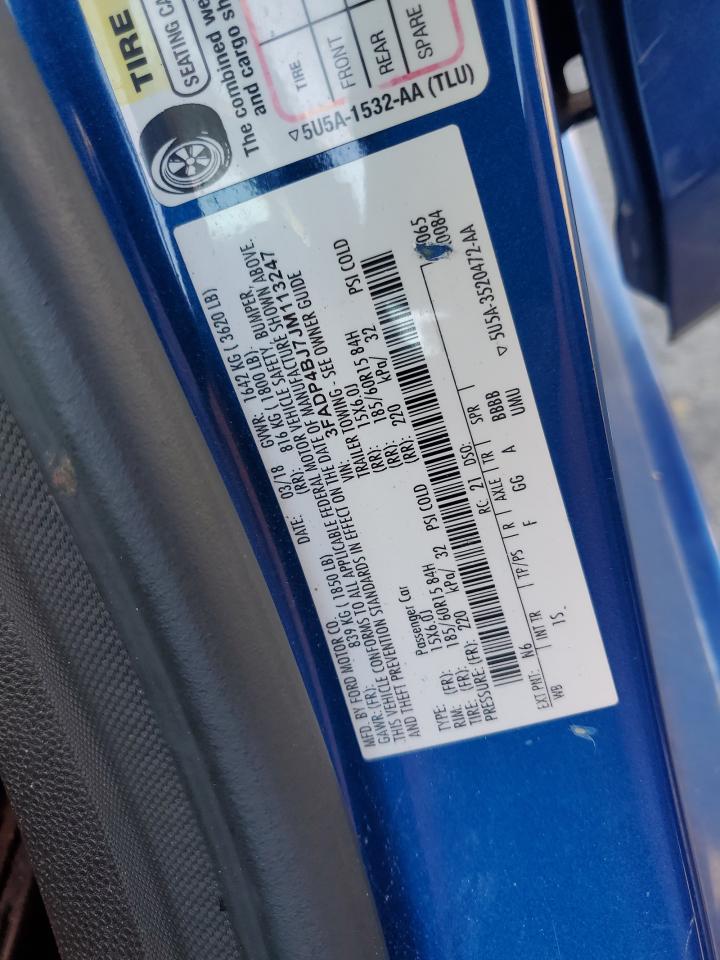 TIRE
SEATING CA
The combined we
and cargo sh
TIRE
FRONT
REAR
SPARE
5U5A-1532-AA (TLU)
MFD. BY FORD MOTOR CO.
DATE: 03/18 GVWR: 1642 KG ( 3620 LB)
GAWR: (FR): 839 KG ( 1850 LB) (RR): 816 KG ( 1800 LB)
THIS VEHICLE CONFORMS TO ALL APPLICABLE FEDERAL MOTOR VEHICLE SAFETY, BUMPER,
AND THEFT PREVENTION STANDARDS IN EFFECT ON THE DATE OF MANUFACTURE SHOWN ABOVE.
VIN: 3FADP4BJ7JM113247
TYPE: Passenger Car TRAILER TOWING - SEE OWNER GUIDE
RIM: (FR): 15X6.0J (RR): 15X6.0J
TIRE: (FR): 185/60R15 84H (RR): 185/60R15 84H
PRESSURE: (FR): 220 kPa/ 32 PSI COLD (RR): 220 kPa/ 32 PSI COLD
065
0084
EXT PNT: N6 RC: 21 DSO:
WB INT TR TP/PS R AXLE TR SPR
IS. F GG A BBBB
UMU
5U5A-3520472-AA